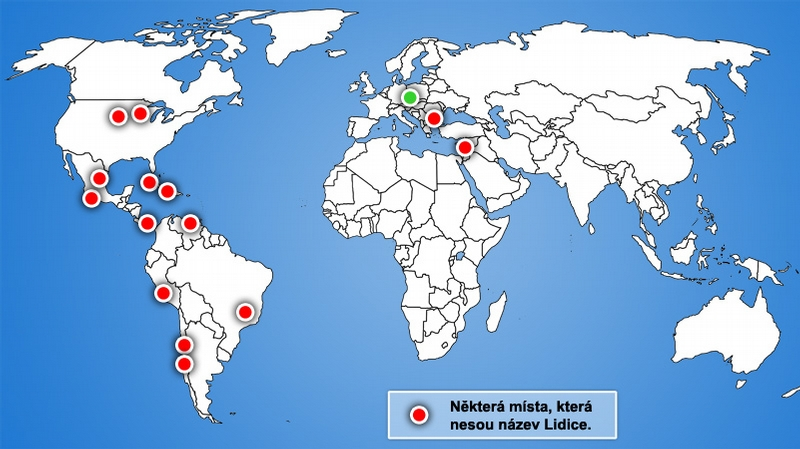 Některá místa, která
nesou název Lidice.